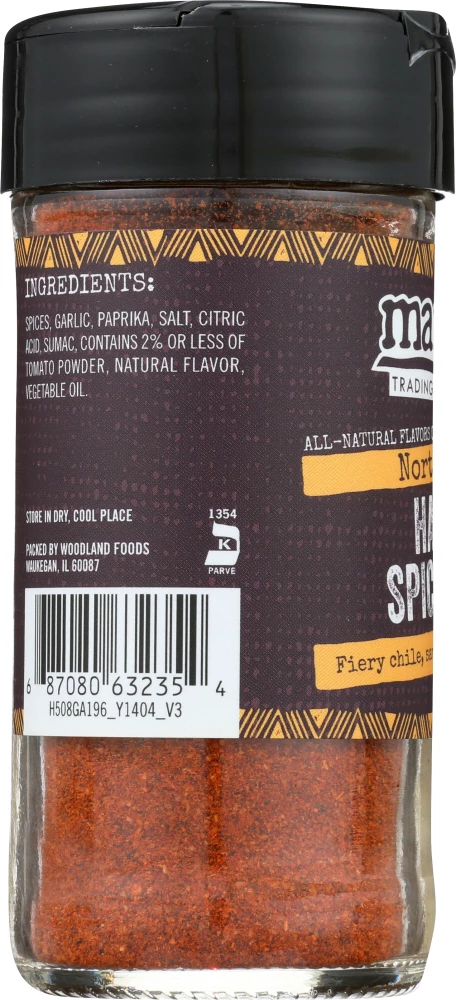 INGREDIENTS:
SPICES, GARLIC, PAPRIKA, SALT, CITRIC
ACID, SUMAC, CONTAINS 2% OR LESS OF
TOMATO POWDER, NATURAL FLAVOR,
VEGETABLE OIL.
ma
TRADING
ALL-NATURAL FLAVORS
Nort
HA
SPIC
Fiery chile,
STORE IN DRY, COOL PLACE
PACKED BY WOODLAND FOODS
WAUKEGAN, IL 60087
1354
K
PARVE
6 87080 63235 4
H508GA196_Y1404_V3